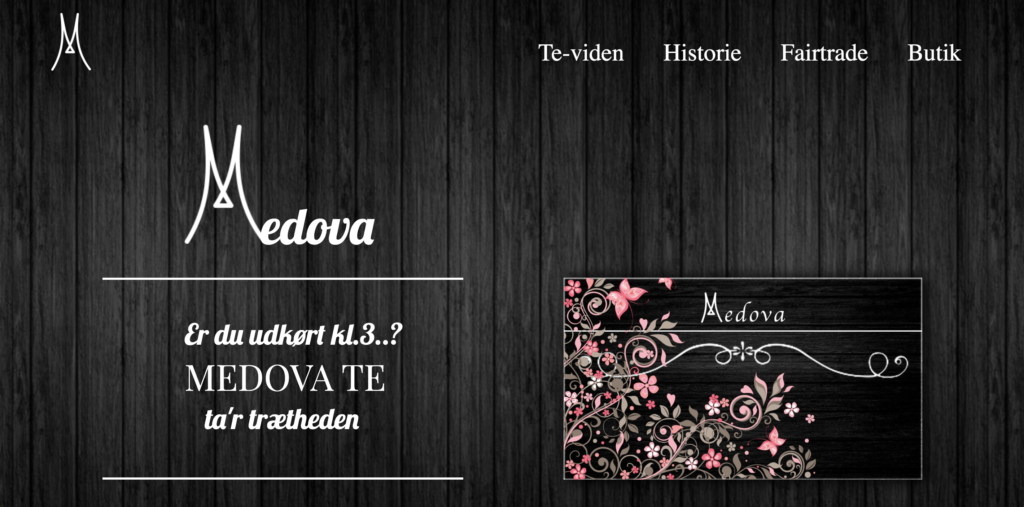 M
Te-viden Historie Fairtrade Butik
Medova
Er du udkørt kl.3..?
MEDOVA TE
ta'r trætheden
Medova